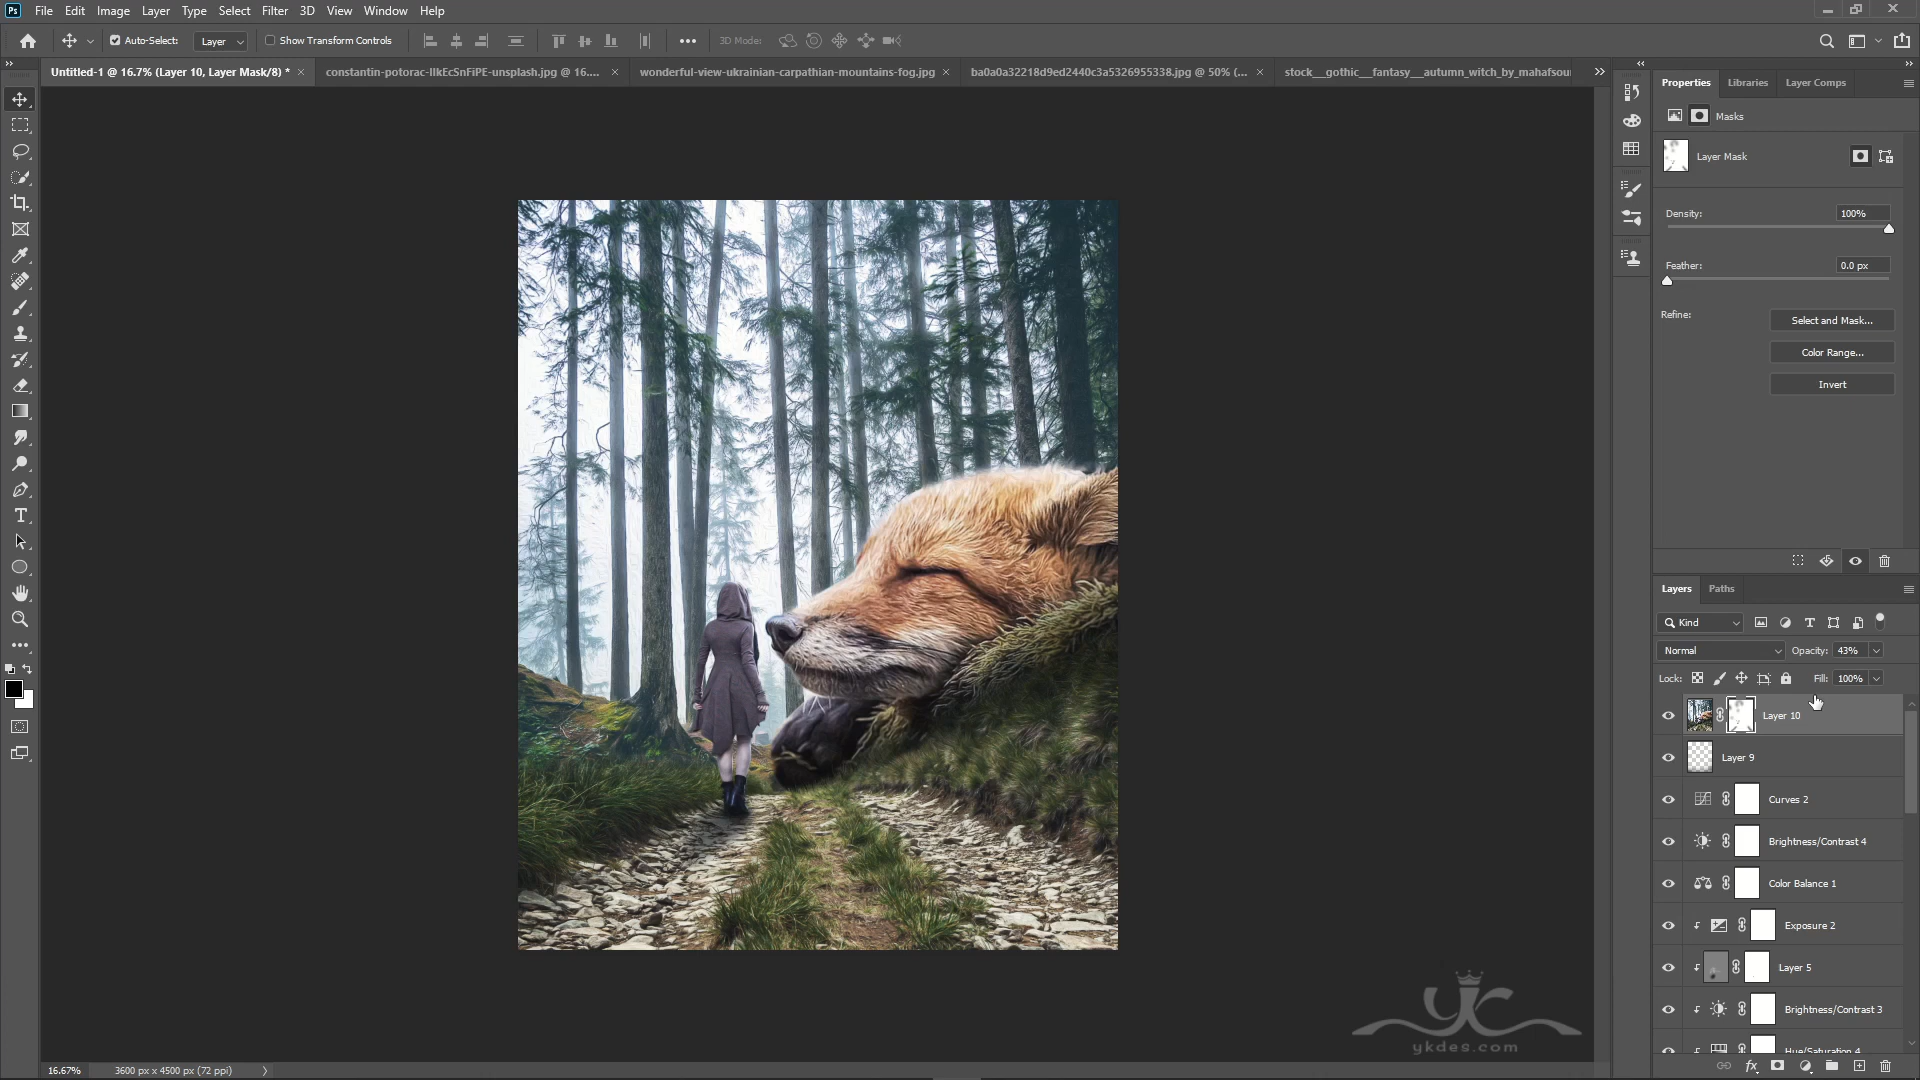 Ps File Edit Image Layer Type Select Filter 3D View Window Help
Auto-Select: Layer Show Transform Controls 3D Mode:
Untitled-1 @ 16.7% (Layer 10, Layer Mask/8) * × constantin-potorac-IlkEcSnFiPE-unsplash.jpg @ 16.... × wonderful-view-ukrainian-carpathian-mountains-fog.jpg × ba0a0a32218d9ed2440c3a5326955338.jpg @ 50% (... × stock__gothic__fantasy__autumn_witch_by_mahafsour
Properties Libraries Layer Comps
Masks
Layer Mask
Density: 100%
Feather: 0.0 px
Refine: Select and Mask...
Color Range...
Invert
Layers Paths
Kind
Normal Opacity: 43%
Lock: Fill: 100%
Layer 10
Layer 9
Curves 2
Brightness/Contrast 4
Color Balance 1
Exposure 2
Layer 5
Brightness/Contrast 3
Hue/Saturation 4
ykdes.com
16.67% 3600 px x 4500 px (72 ppi)